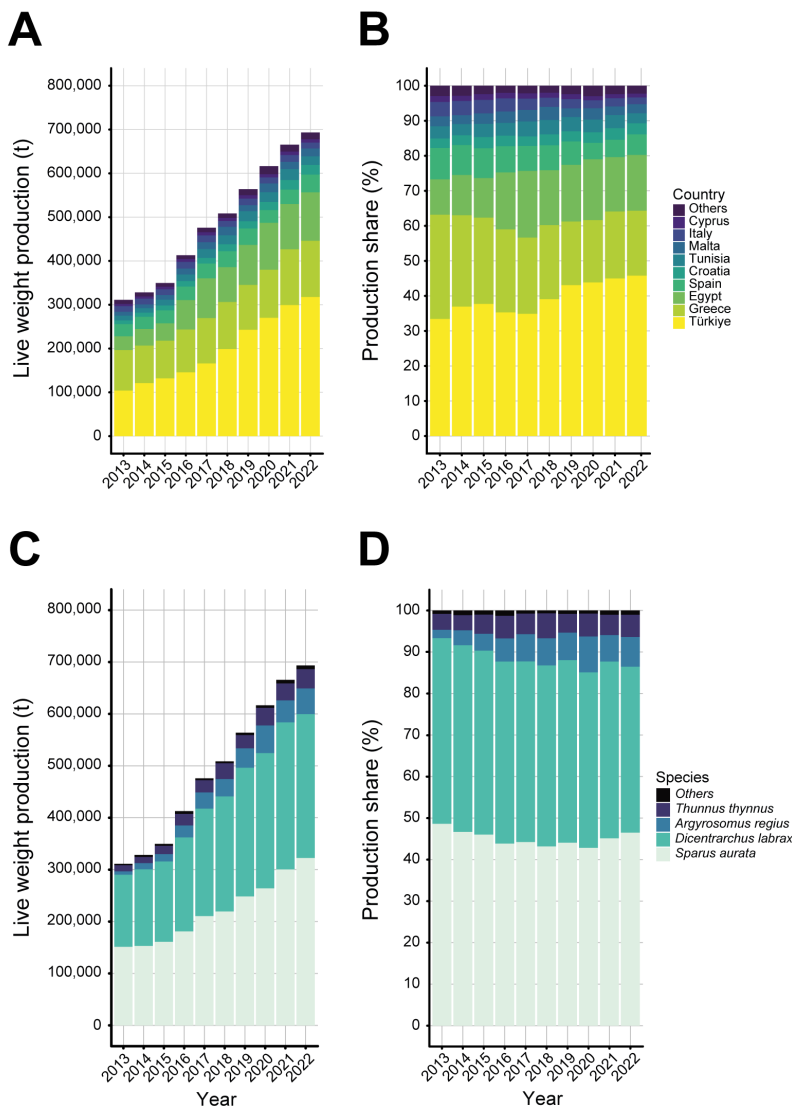 A
Live weight production (t)
800,000
700,000
600,000
500,000
400,000
300,000
200,000
100,000
0
2013
2014
2015
2016
2017
2018
2019
2020
2021
2022
B
Production share (%)
100
90
80
70
60
50
40
30
20
10
0
2013
2014
2015
2016
2017
2018
2019
2020
2021
2022
Country
Others
Cyprus
Italy
Malta
Tunisia
Croatia
Spain
Egypt
Greece
Türkiye
C
Live weight production (t)
800,000
700,000
600,000
500,000
400,000
300,000
200,000
100,000
0
2013
2014
2015
2016
2017
2018
2019
2020
2021
2022
Year
D
Production share (%)
100
90
80
70
60
50
40
30
20
10
0
2013
2014
2015
2016
2017
2018
2019
2020
2021
2022
Year
Species
Others
Thunnus thynnus
Argyrosomus regius
Dicentrarchus labrax
Sparus aurata